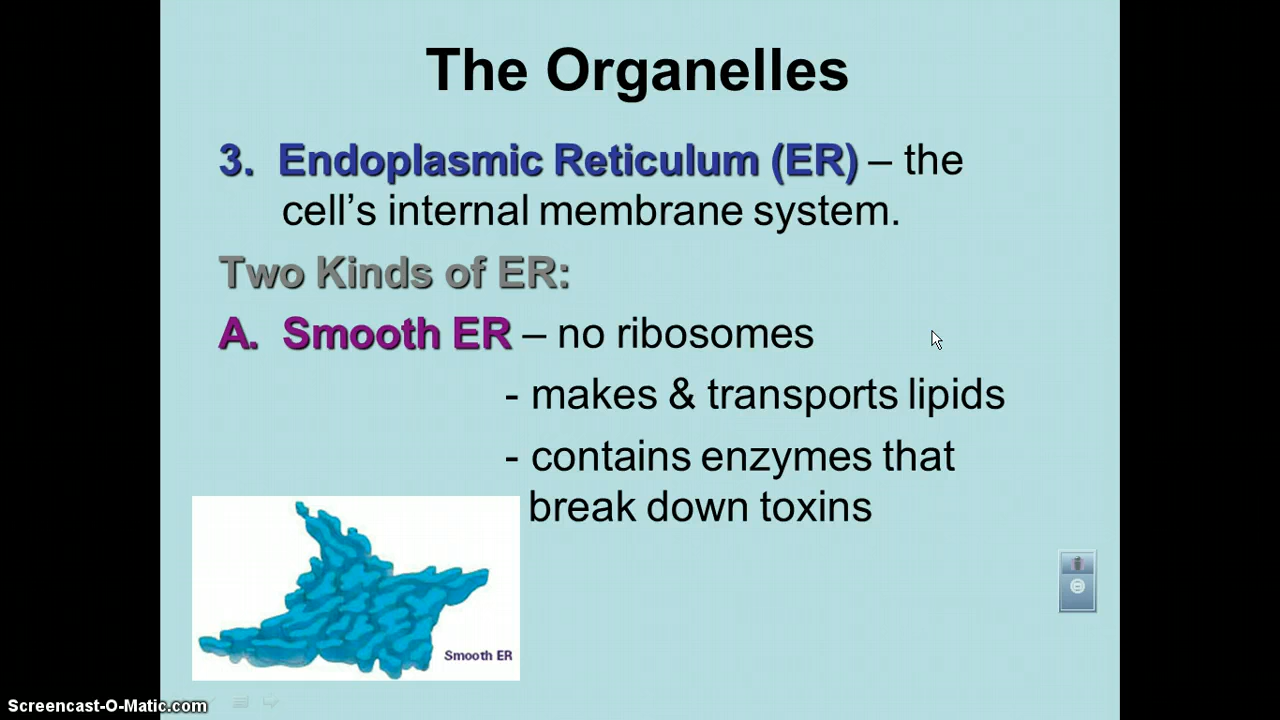 The Organelles
3. Endoplasmic Reticulum (ER) – the
cell’s internal membrane system.
Two Kinds of ER:
A. Smooth ER – no ribosomes
- makes & transports lipids
- contains enzymes that
break down toxins
Smooth ER
Screencast-O-Matic.com